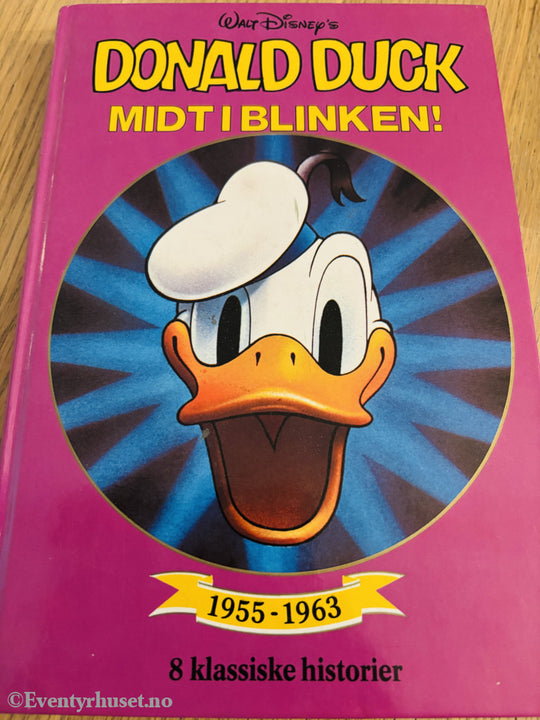 Walt Disney's
DONALD DUCK
MIDT I BLINKEN!
1955-1963
8 klassiske historier
©Eventyrhuset.no